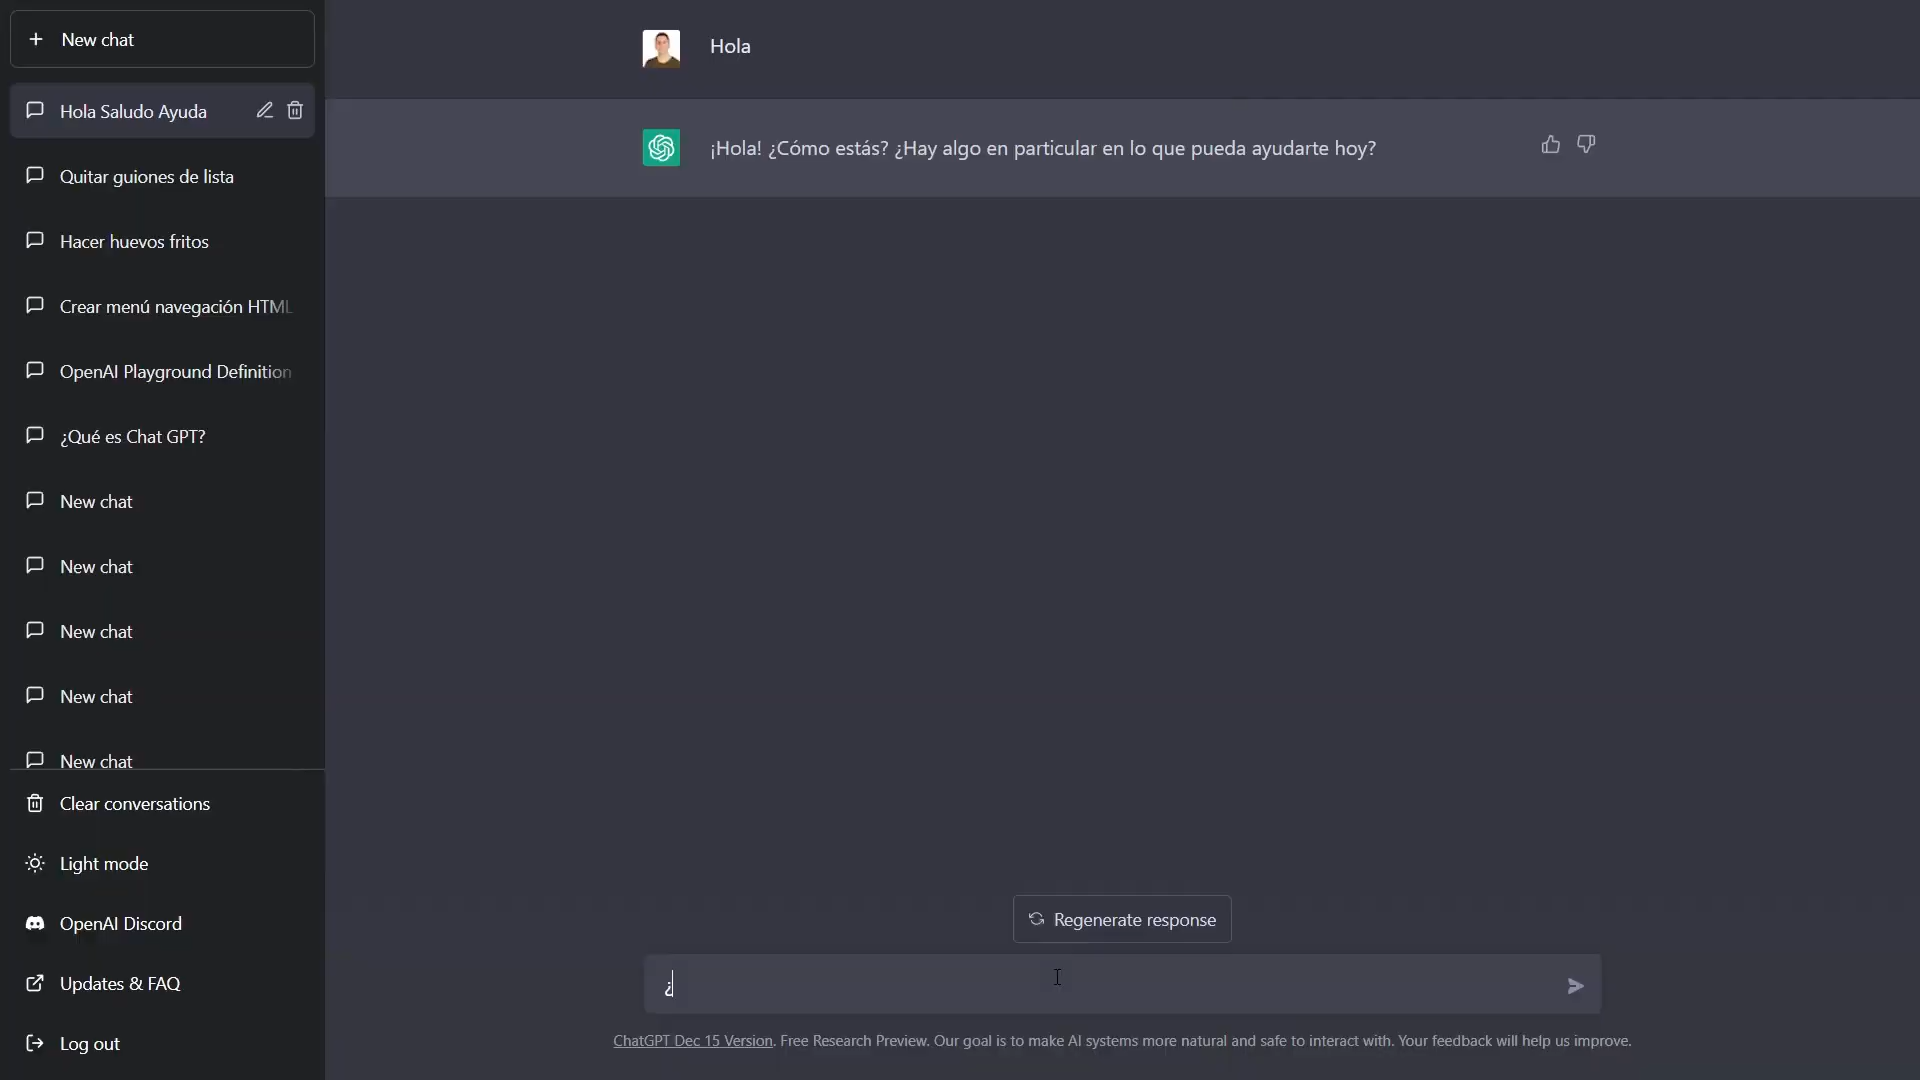 New chat
Hola Saludo Ayuda
Quitar guiones de lista
Hacer huevos fritos
Crear menú navegación HTML
OpenAI Playground Definition
¿Qué es Chat GPT?
New chat
New chat
New chat
New chat
New chat
Clear conversations
Light mode
OpenAI Discord
Updates & FAQ
Log out
Hola
¡Hola! ¿Cómo estás? ¿Hay algo en particular en lo que pueda ayudarte hoy?
Regenerate response
¿
ChatGPT Dec 15 Version. Free Research Preview. Our goal is to make AI systems more natural and safe to interact with. Your feedback will help us improve.